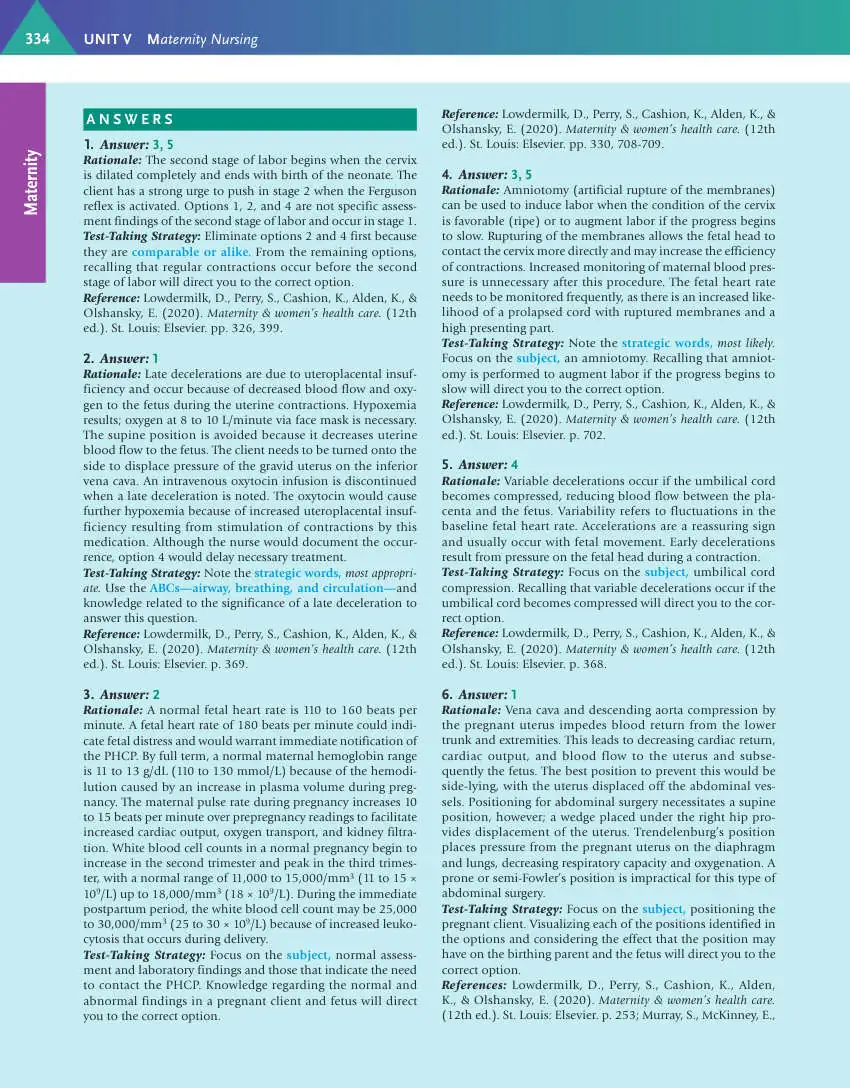 334 UNIT V Maternity Nursing
Maternity
ANSWERS
1. Answer: 3, 5
Rationale: The second stage of labor begins when the cervix
is dilated completely and ends with birth of the neonate. The
client has a strong urge to push in stage 2 when the Ferguson
reflex is activated. Options 1, 2, and 4 are not specific assess-
ment findings of the second stage of labor and occur in stage 1.
Test-Taking Strategy: Eliminate options 2 and 4 first because
they are comparable or alike. From the remaining options,
recalling that regular contractions occur before the second
stage of labor will direct you to the correct option.
Reference: Lowdermilk, D., Perry, S., Cashion, K., Alden, K., &
Olshansky, E. (2020). Maternity & women's health care. (12th
ed.). St. Louis: Elsevier. pp. 326, 399.
2. Answer: 1
Rationale: Late decelerations are due to uteroplacental insuf-
ficiency and occur because of decreased blood flow and oxy-
gen to the fetus during the uterine contractions. Hypoxemia
results; oxygen at 8 to 10 L/minute via face mask is necessary.
The supine position is avoided because it decreases uterine
blood flow to the fetus. The client needs to be turned onto the
side to displace pressure of the gravid uterus on the inferior
vena cava. An intravenous oxytocin infusion is discontinued
when a late deceleration is noted. The oxytocin would cause
further hypoxemia because of increased uteroplacental insuf-
ficiency resulting from stimulation of contractions by this
medication. Although the nurse would document the occur-
rence, option 4 would delay necessary treatment.
Test-Taking Strategy: Note the strategic words, most appropri-
ate. Use the ABCs—airway, breathing, and circulation—and
knowledge related to the significance of a late deceleration to
answer this question.
Reference: Lowdermilk, D., Perry, S., Cashion, K., Alden, K., &
Olshansky, E. (2020). Maternity & women's health care. (12th
ed.). St. Louis: Elsevier. p. 369.
3. Answer: 2
Rationale: A normal fetal heart rate is 110 to 160 beats per
minute. A fetal heart rate of 180 beats per minute could indi-
cate fetal distress and would warrant immediate notification of
the PHCP. By full term, a normal maternal hemoglobin range
is 11 to 13 g/dL (110 to 130 mmol/L) because of the hemodi-
lution caused by an increase in plasma volume during preg-
nancy. The maternal pulse rate during pregnancy increases 10
to 15 beats per minute over prepregnancy readings to facilitate
increased cardiac output, oxygen transport, and kidney filtra-
tion. White blood cell counts in a normal pregnancy begin to
increase in the second trimester and peak in the third trimes-
ter, with a normal range of 11,000 to 15,000/mm³ (11 to 15 ×
10⁹/L) up to 18,000/mm³ (18 × 10⁹/L). During the immediate
postpartum period, the white blood cell count may be 25,000
to 30,000/mm³ (25 to 30 × 10⁹/L) because of increased leuko-
cytosis that occurs during delivery.
Test-Taking Strategy: Focus on the subject, normal assess-
ment and laboratory findings and those that indicate the need
to contact the PHCP. Knowledge regarding the normal and
abnormal findings in a pregnant client and fetus will direct
you to the correct option.
Reference: Lowdermilk, D., Perry, S., Cashion, K., Alden, K., &
Olshansky, E. (2020). Maternity & women's health care. (12th
ed.). St. Louis: Elsevier. pp. 330, 708-709.
4. Answer: 3, 5
Rationale: Amniotomy (artificial rupture of the membranes)
can be used to induce labor when the condition of the cervix
is favorable (ripe) or to augment labor if the progress begins
to slow. Rupturing of the membranes allows the fetal head to
contact the cervix more directly and may increase the efficiency
of contractions. Increased monitoring of maternal blood pres-
sure is unnecessary after this procedure. The fetal heart rate
needs to be monitored frequently, as there is an increased like-
lihood of a prolapsed cord with ruptured membranes and a
high presenting part.
Test-Taking Strategy: Note the strategic words, most likely.
Focus on the subject, an amniotomy. Recalling that amniot-
omy is performed to augment labor if the progress begins to
slow will direct you to the correct option.
Reference: Lowdermilk, D., Perry, S., Cashion, K., Alden, K., &
Olshansky, E. (2020). Maternity & women's health care. (12th
ed.). St. Louis: Elsevier. p. 702.
5. Answer: 4
Rationale: Variable decelerations occur if the umbilical cord
becomes compressed, reducing blood flow between the pla-
centa and the fetus. Variability refers to fluctuations in the
baseline fetal heart rate. Accelerations are a reassuring sign
and usually occur with fetal movement. Early decelerations
result from pressure on the fetal head during a contraction.
Test-Taking Strategy: Focus on the subject, umbilical cord
compression. Recalling that variable decelerations occur if the
umbilical cord becomes compressed will direct you to the cor-
rect option.
Reference: Lowdermilk, D., Perry, S., Cashion, K., Alden, K., &
Olshansky, E. (2020). Maternity & women's health care. (12th
ed.). St. Louis: Elsevier. p. 368.
6. Answer: 1
Rationale: Vena cava and descending aorta compression by
the pregnant uterus impedes blood return from the lower
trunk and extremities. This leads to decreasing cardiac return,
cardiac output, and blood flow to the uterus and subse-
quently the fetus. The best position to prevent this would be
side-lying, with the uterus displaced off the abdominal ves-
sels. Positioning for abdominal surgery necessitates a supine
position, however; a wedge placed under the right hip pro-
vides displacement of the uterus. Trendelenburg's position
places pressure from the pregnant uterus on the diaphragm
and lungs, decreasing respiratory capacity and oxygenation. A
prone or semi-Fowler's position is impractical for this type of
abdominal surgery.
Test-Taking Strategy: Focus on the subject, positioning the
pregnant client. Visualizing each of the positions identified in
the options and considering the effect that the position may
have on the birthing parent and the fetus will direct you to the
correct option.
References: Lowdermilk, D., Perry, S., Cashion, K., Alden,
K., & Olshansky, E. (2020). Maternity & women's health care.
(12th ed.). St. Louis: Elsevier. p. 253; Murray, S., McKinney, E.,